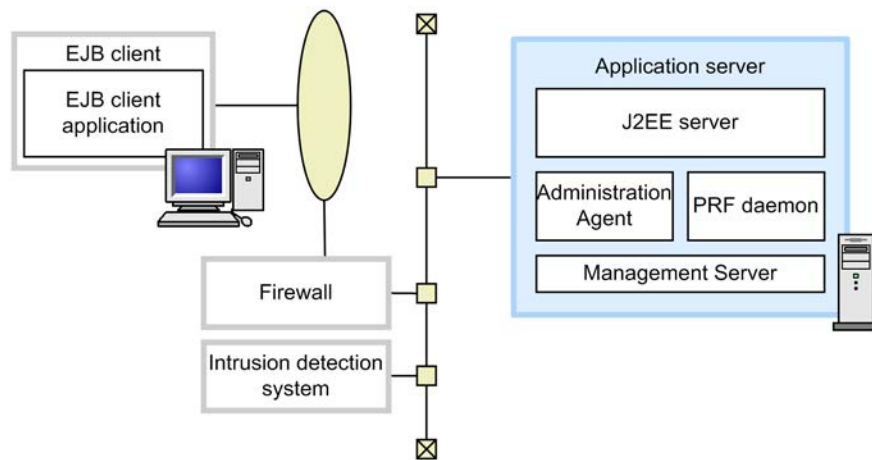 EJB client
EJB client
application
Firewall
Intrusion detection
system
Application server
J2EE server
Administration
Agent
PRF daemon
Management Server